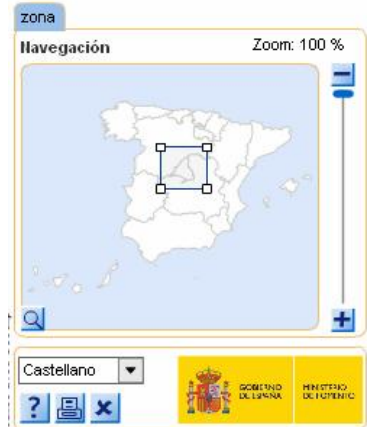 zona
Navegación
Zoom: 100 %
Castellano
?
GOBIERNO
DE ESPAÑA
MINISTERIO
DE FOMENTO